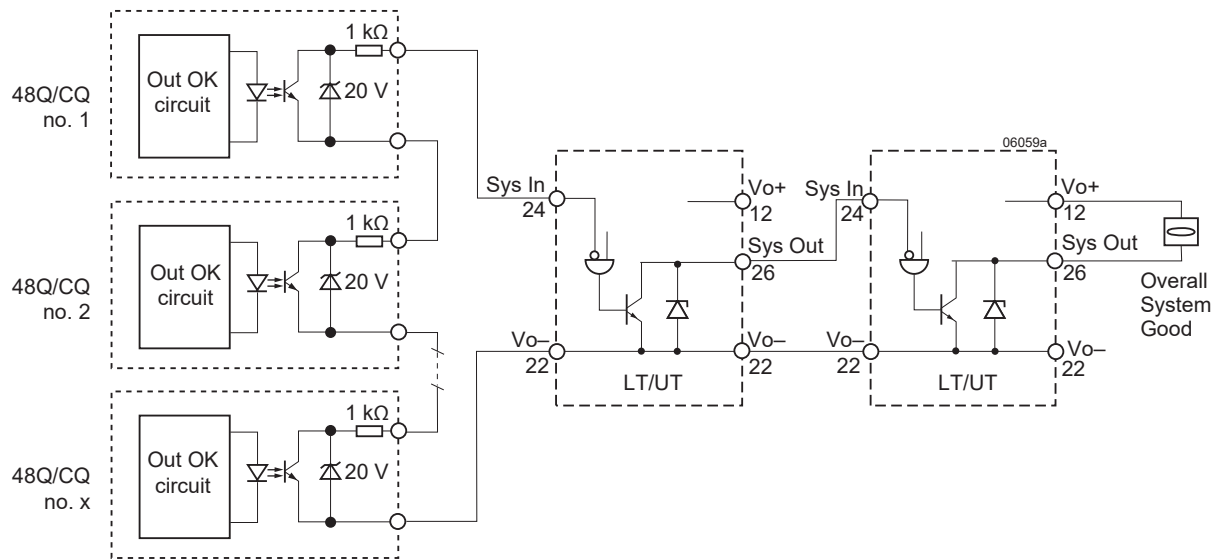 48Q/CQ
no. 1
Out OK
circuit
1 kΩ
20 V
48Q/CQ
no. 2
Out OK
circuit
1 kΩ
20 V
48Q/CQ
no. x
Out OK
circuit
1 kΩ
20 V
Sys In
24
Vo+
12
Sys Out
26
Vo–
22
Vo–
22
LT/UT
06059a
Sys In
24
Vo+
12
Sys Out
26
Vo–
22
Vo–
22
LT/UT
Overall
System
Good